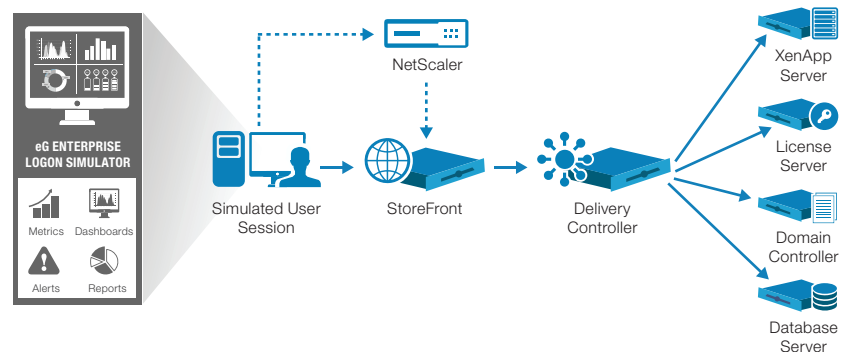 eG ENTERPRISE
LOGON SIMULATOR
Metrics
Dashboards
Alerts
Reports
Simulated User
Session
NetScaler
StoreFront
Delivery
Controller
XenApp
Server
License
Server
Domain
Controller
Database
Server